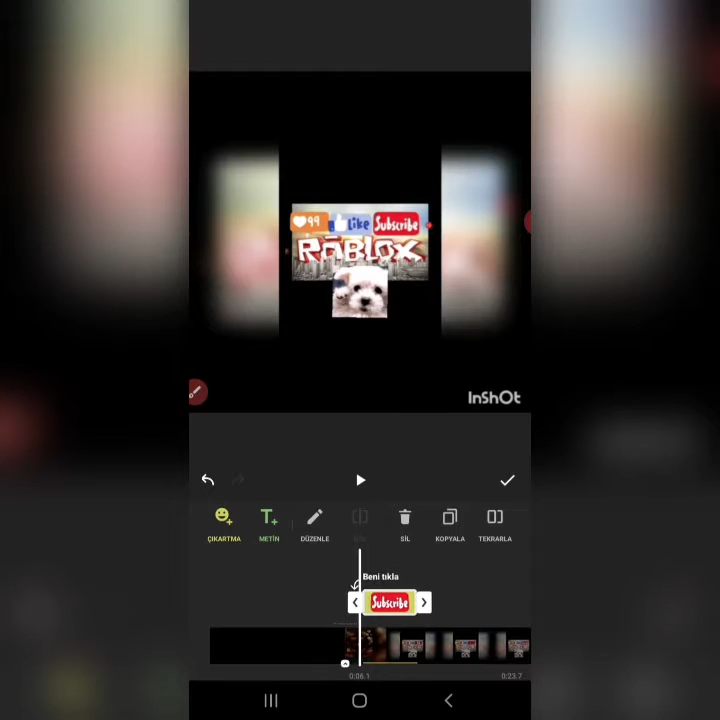 99 Like Subscribe
ROBLOX
InShOt
ÇIKARTMA METİN DÜZENLE SİL KOPYALA TEKRARLA
Beni tıkla
Subscribe
0:06.1 0:23.7